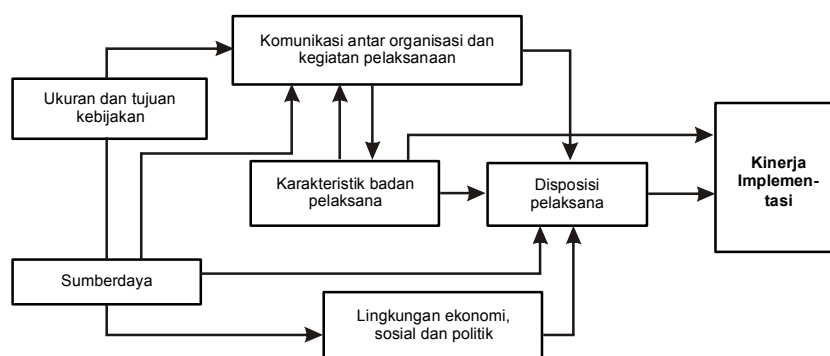 Komunikasi antar organisasi dan
kegiatan pelaksanaan
Ukuran dan tujuan
kebijakan
Karakteristik badan
pelaksana
Disposisi
pelaksana
Kinerja
Implemen-
tasi
Sumberdaya
Lingkungan ekonomi,
sosial dan politik